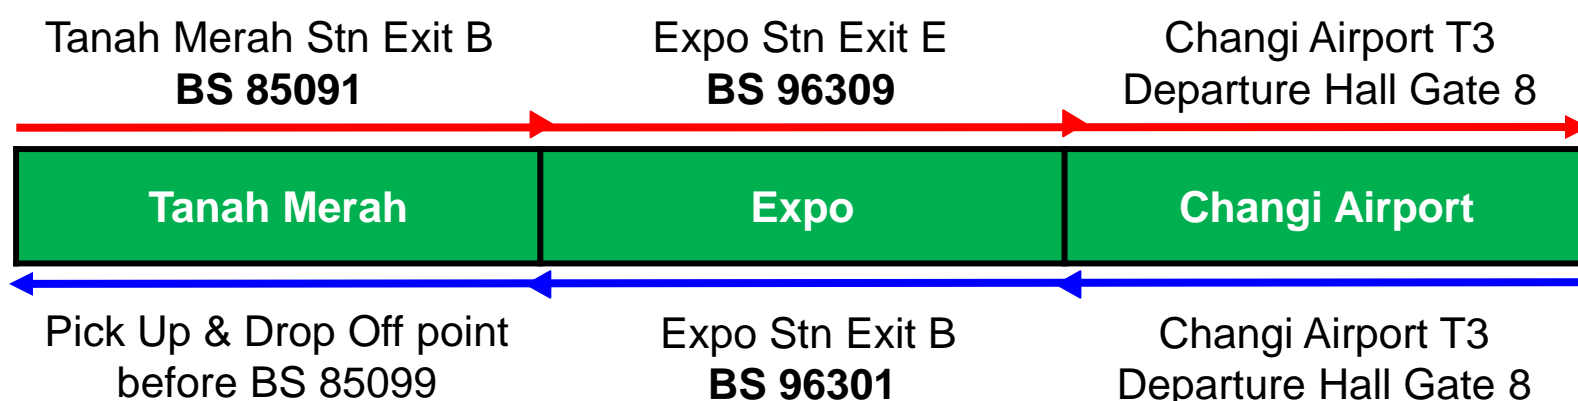 Tanah Merah Stn Exit B
BS 85091
Expo Stn Exit E
BS 96309
Changi Airport T3
Departure Hall Gate 8
Tanah Merah
Expo
Changi Airport
Pick Up & Drop Off point
before BS 85099
Expo Stn Exit B
BS 96301
Changi Airport T3
Departure Hall Gate 8